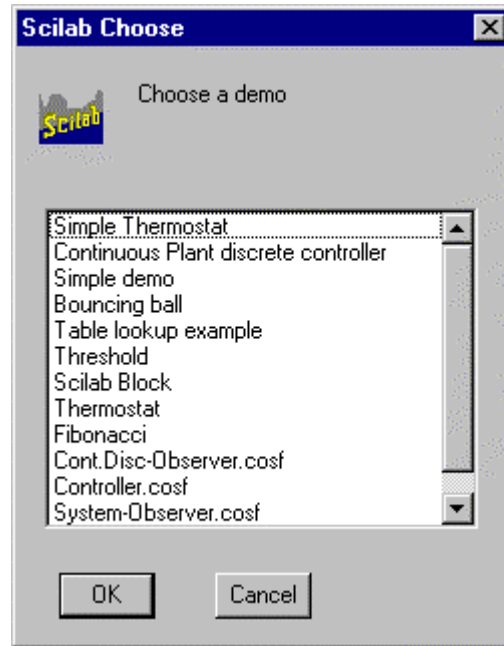 Scilab Choose
Scilab
Choose a demo
Simple Thermostat
Continuous Plant discrete controller
Simple demo
Bouncing ball
Table lookup example
Threshold
Scilab Block
Thermostat
Fibonacci
Cont.Disc-Observer.cosf
Controller.cosf
System-Observer.cosf
OK
Cancel